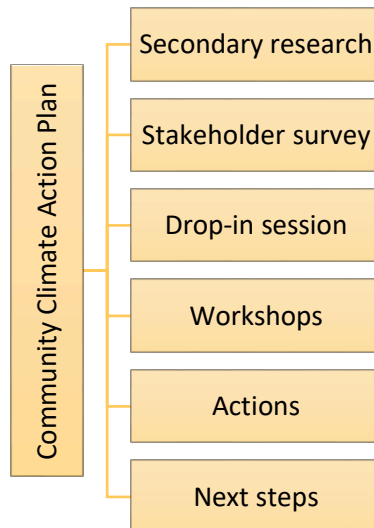 Community Climate Action Plan
Secondary research
Stakeholder survey
Drop-in session
Workshops
Actions
Next steps